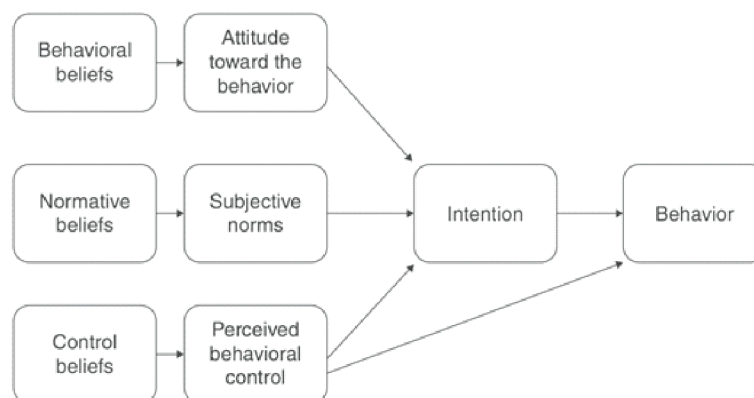 Behavioral
beliefs
Attitude
toward the
behavior
Normative
beliefs
Subjective
norms
Intention
Behavior
Control
beliefs
Perceived
behavioral
control